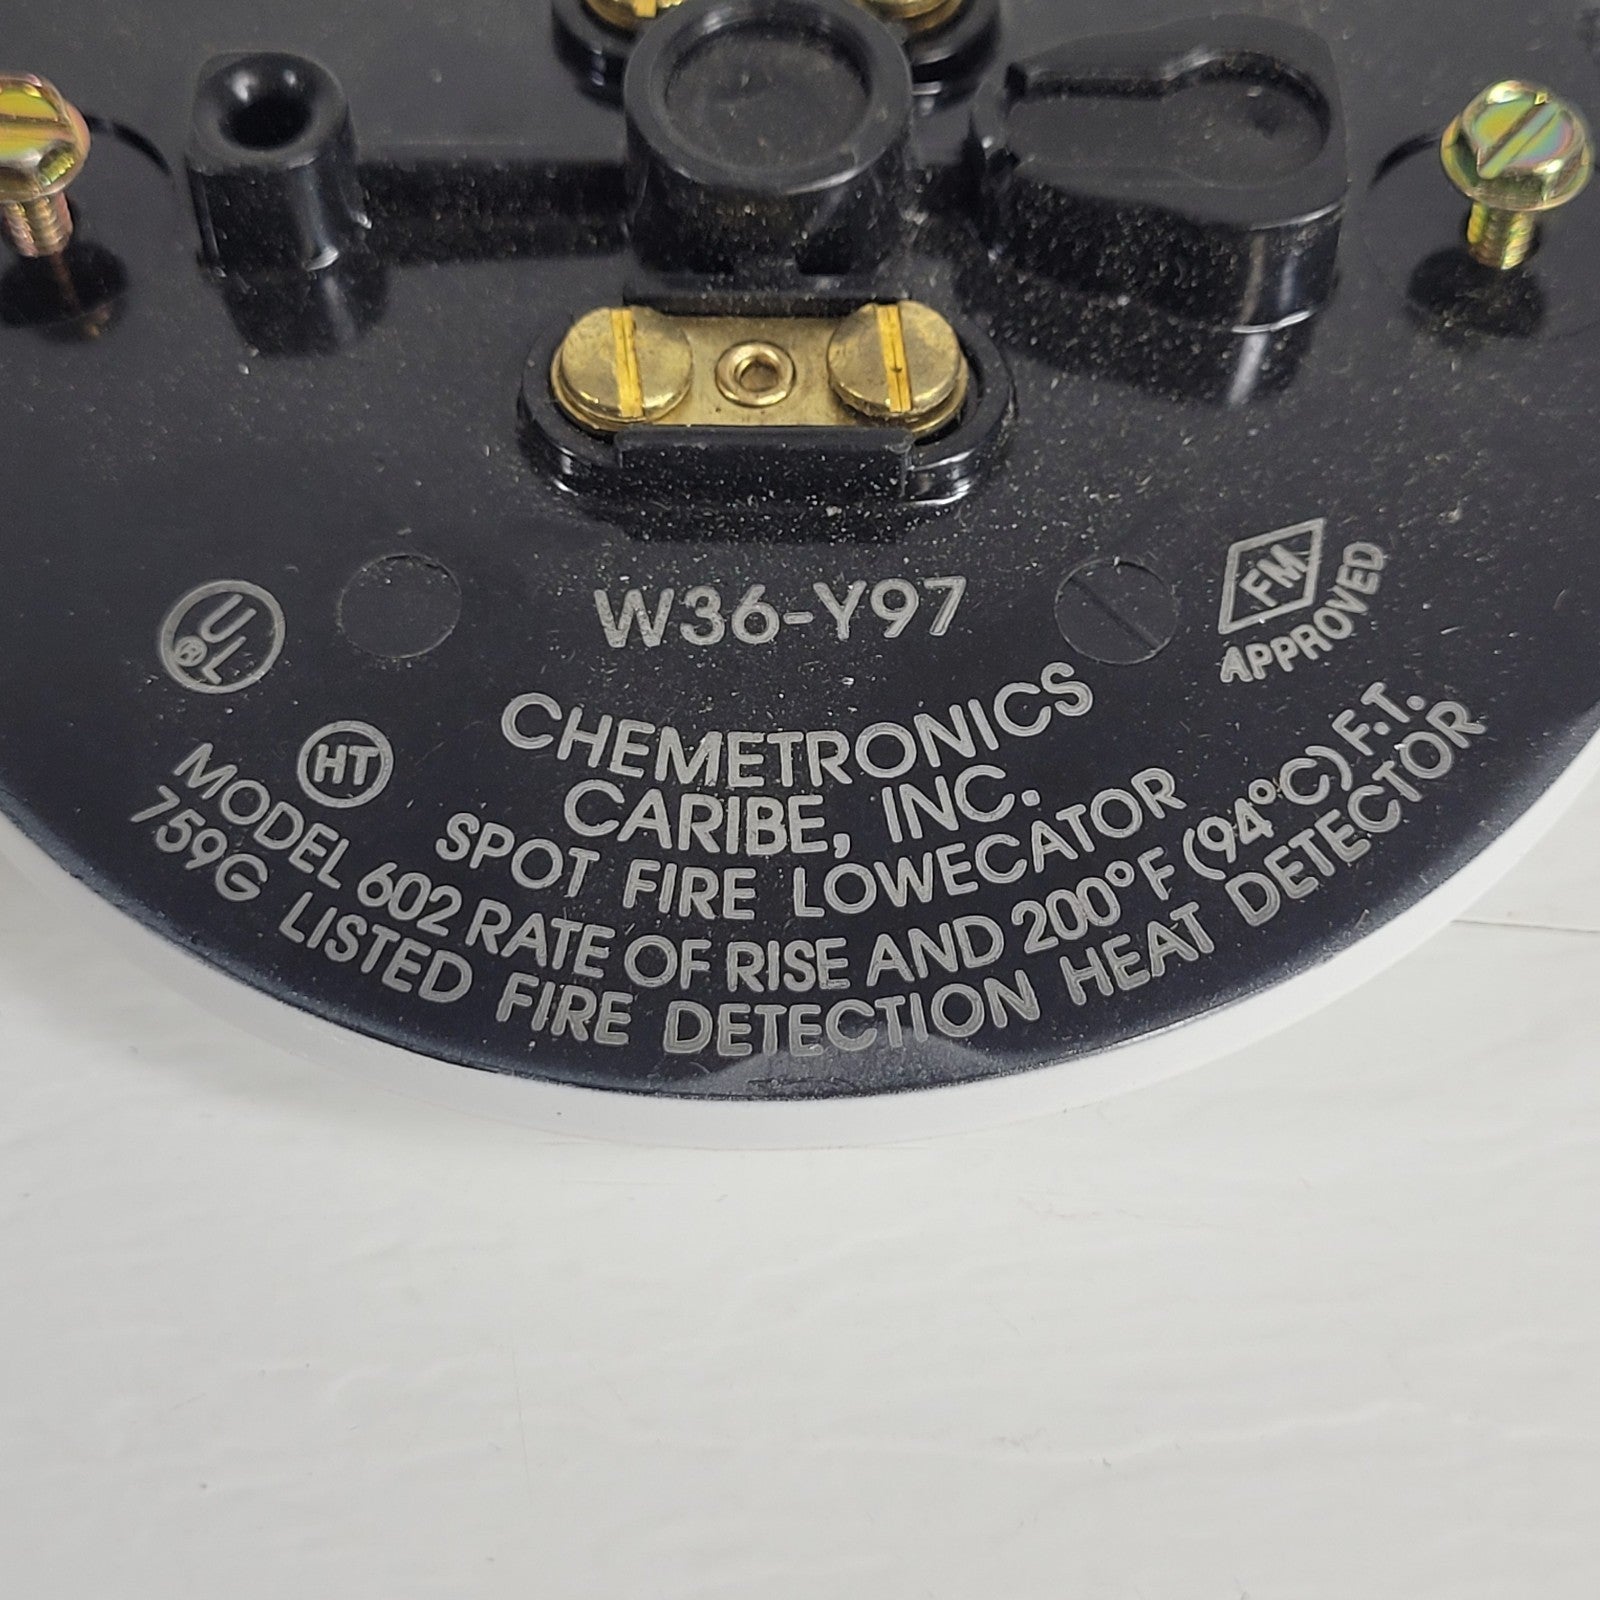 W36-Y97
UL®
FM
APPROVED
CHEMETRONICS
CARIBE, INC.
HT
SPOT FIRE LOWECATOR
MODEL 602 RATE OF RISE AND 200°F (94°C) F.T.
759G LISTED FIRE DETECTION HEAT DETECTOR